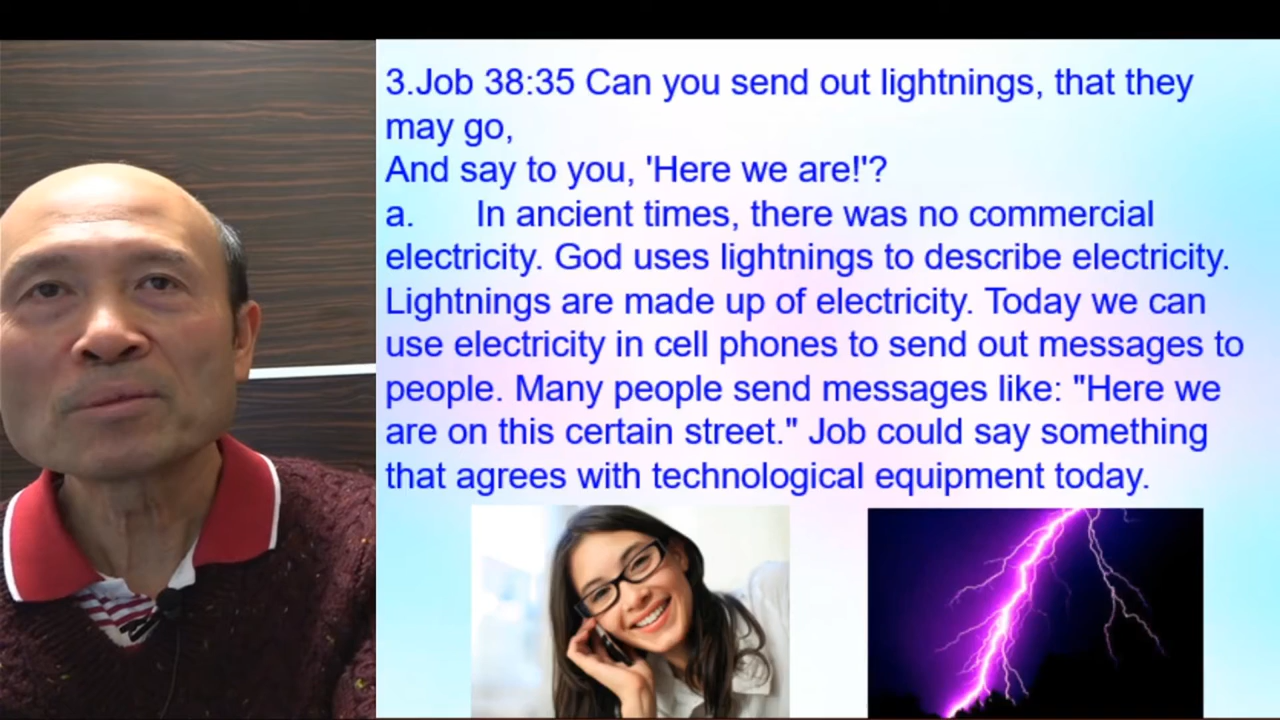 3.Job 38:35 Can you send out lightnings, that they
may go,
And say to you, 'Here we are!'?
a. In ancient times, there was no commercial
electricity. God uses lightnings to describe electricity.
Lightnings are made up of electricity. Today we can
use electricity in cell phones to send out messages to
people. Many people send messages like: "Here we
are on this certain street." Job could say something
that agrees with technological equipment today.